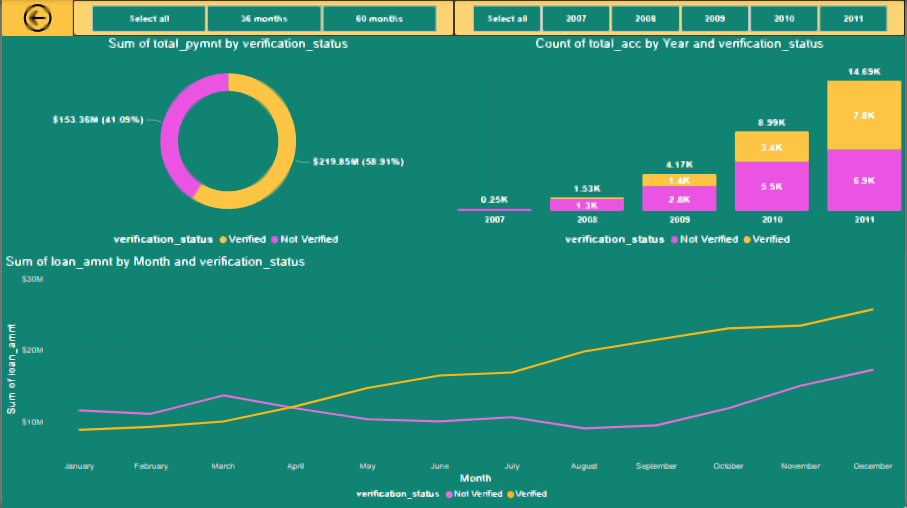 Select all 36 months 60 months Select all 2007 2008 2009 2010 2011
Sum of total_pymnt by verification_status
$153.36M (41.09%)
$219.85M (58.91%)
verification_status Verified Not Verified
Count of total_acc by Year and verification_status
14.69K
7.8K
6.9K
8.99K
3.4K
5.5K
4.17K
1.4K
2.8K
1.53K
1.3K
0.25K
2007 2008 2009 2010 2011
verification_status Not Verified Verified
Sum of loan_amnt by Month and verification_status
Sum of loan_amnt
$30M
$20M
$10M
January February March April May June July August September October November December
Month
verification_status Not Verified Verified